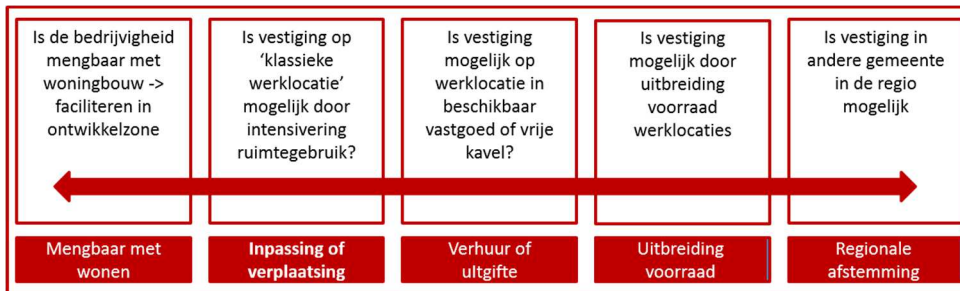 Is de bedrijvigheid
mengbaar met
woningbouw ->
faciliteren in
ontwikkelzone
Is vestiging op
‘klassieke
werklocatie’
mogelijk door
intensivering
ruimtegebruik?
Is vestiging
mogelijk op
werklocatie in
beschikbaar
vastgoed of vrije
kavel?
Is vestiging
mogelijk door
uitbreiding
voorraad
werklocaties
Is vestiging in
andere gemeente
in de regio
mogelijk
Mengbaar met
wonen
Inpassing of
verplaatsing
Verhuur of
uItgifte
Uitbreiding
voorraad
Regionale
afstemming